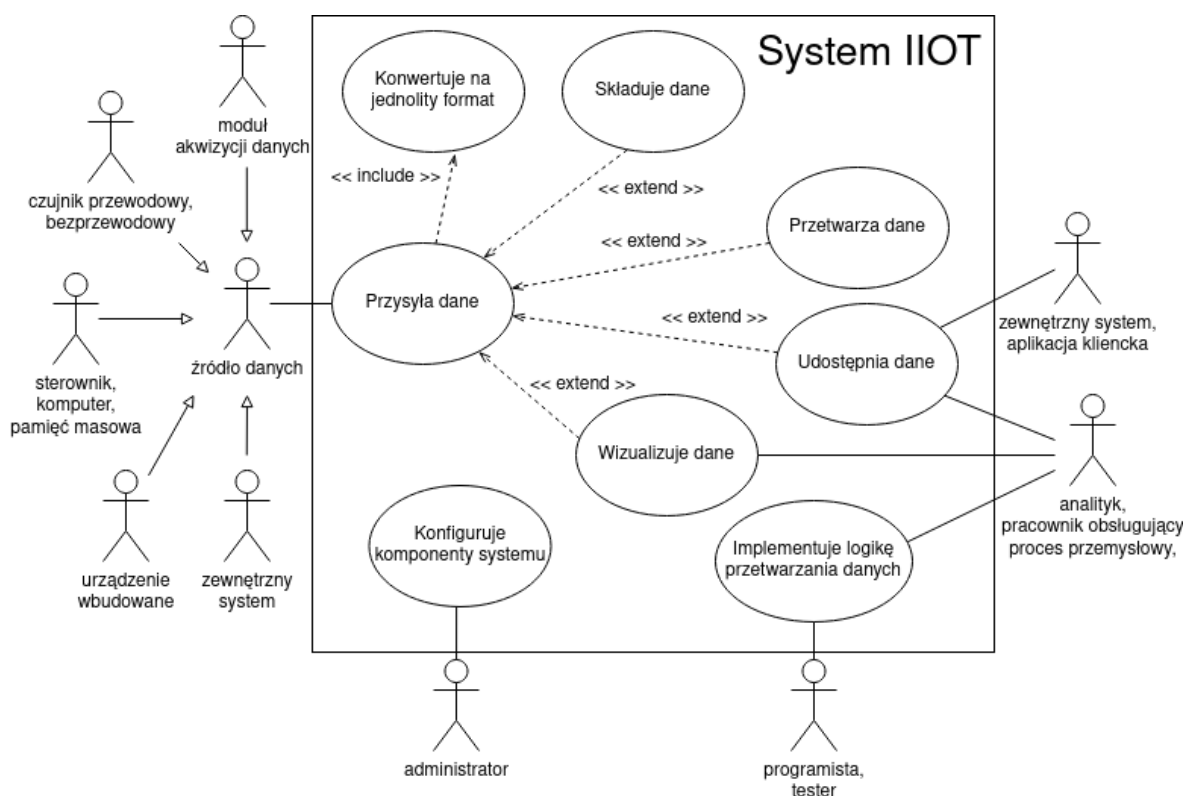 System IIOT
Konwertuje na
jednolity format
Składuje dane
moduł
akwizycji danych
<< include >>
<< extend >>
czujnik przewodowy,
bezprzewodowy
Przetwarza dane
<< extend >>
Przysyła dane
<< extend >>
zewnętrzny system,
aplikacja kliencka
źródło danych
Udostępnia dane
sterownik,
komputer,
pamięć masowa
<< extend >>
Wizualizuje dane
analityk,
pracownik obsługujący
proces przemysłowy,
Konfiguruje
komponenty systemu
Implementuje logikę
przetwarzania danych
urządzenie
wbudowane
zewnętrzny
system
administrator
programista,
tester